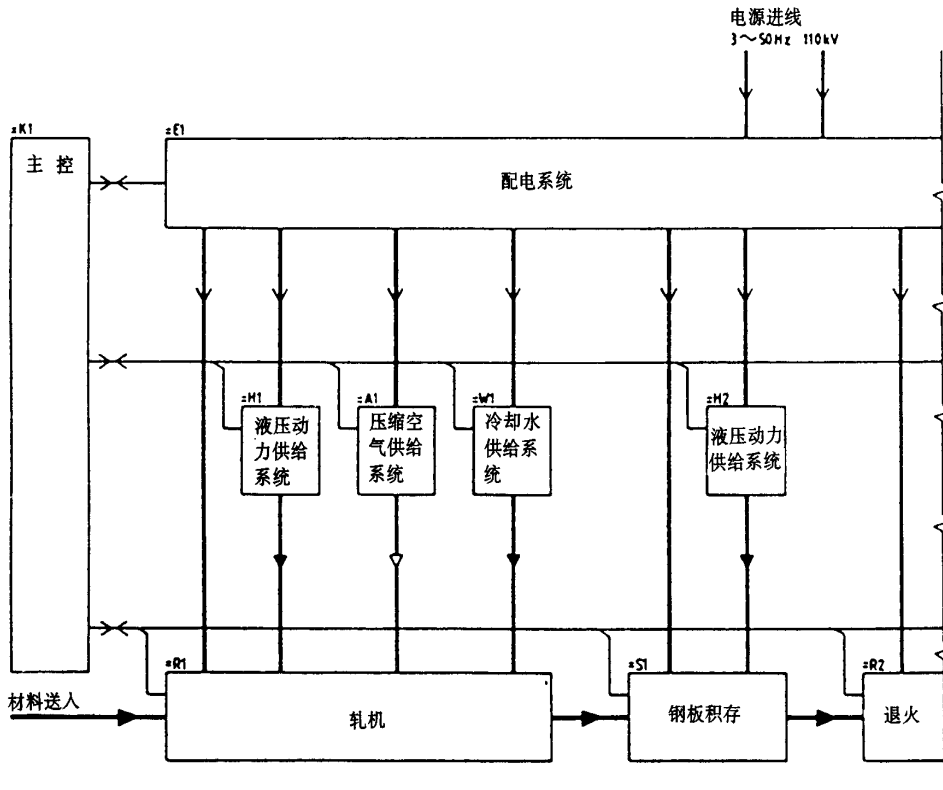 电源进线
3～50Hz 110kV
=K1
=E1
主 控
配电系统
=H1
=A1
=W1
=H2
液压动
力供给
系统
压缩空
气供给
系统
冷却水
供给系
统
液压动力
供给系统
=R1
=S1
=R2
材料送入
轧机
钢板积存
退火